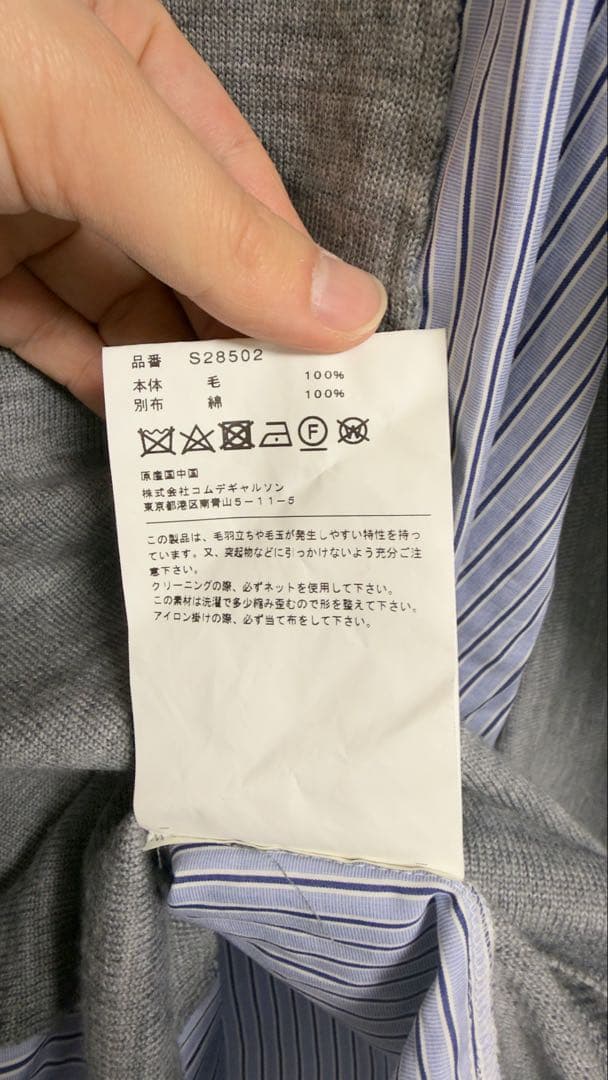 品番 S28502
本体 毛 100%
別布 綿 100%
F W
原産国中国
株式会社コムデギャルソン
東京都港区南青山5-11-5
この製品は、毛羽立ちや毛玉が発生しやすい特性を持っ
ています。又、突起物などに引っかけないよう充分ご注
意下さい。
クリーニングの際、必ずネットを使用して下さい。
この素材は洗濯で多少縮み歪むので形を整えて下さい。
アイロン掛けの際、必ず当て布をして下さい。